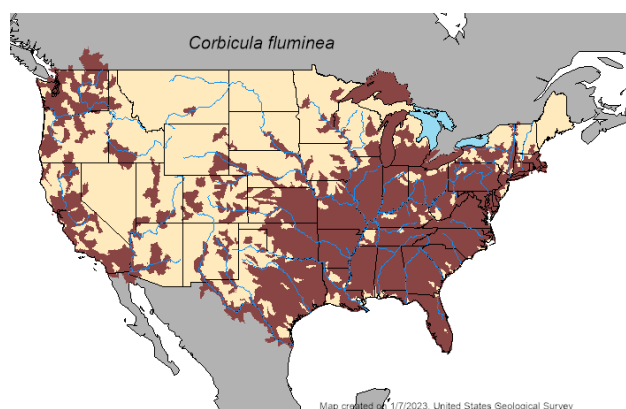 Corbicula fluminea
Map created on 1/7/2023. United States Geological Survey